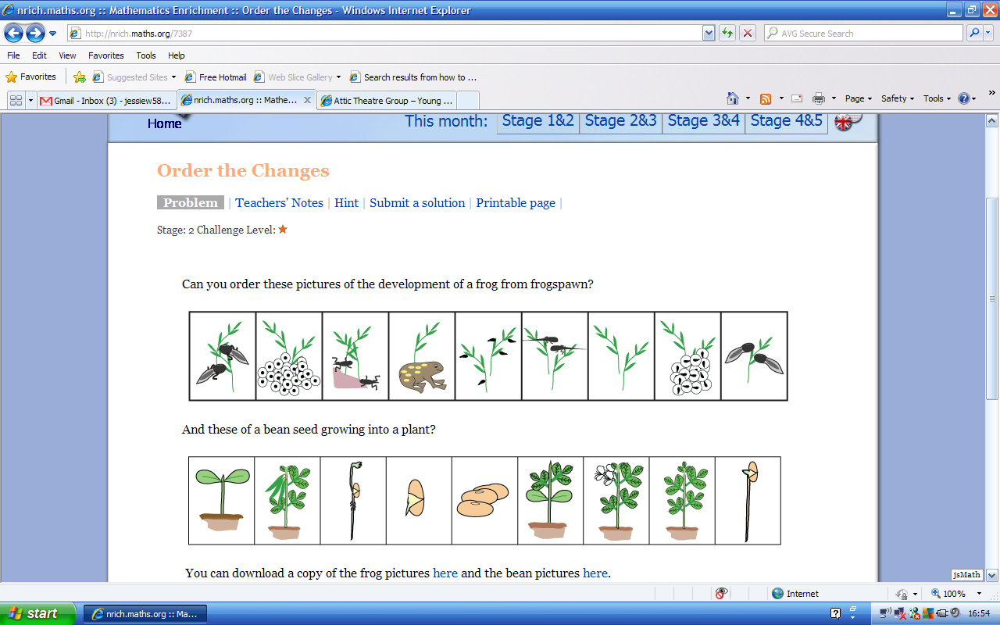 nrich.maths.org :: Mathematics Enrichment :: Order the Changes - Windows Internet Explorer
http://nrich.maths.org/7387
AVG Secure Search
File Edit View Favorites Tools Help
Favorites Suggested Sites Free Hotmail Web Slice Gallery Search results from how to ...
Gmail - Inbox (3) - jessiew58... nrich.maths.org :: Mathe... X Attic Theatre Group – Young ... Page Safety Tools »
Home This month: Stage 1&2 Stage 2&3 Stage 3&4 Stage 4&5
Order the Changes
Problem | Teachers' Notes | Hint | Submit a solution | Printable page |
Stage: 2 Challenge Level:
Can you order these pictures of the development of a frog from frogspawn?
And these of a bean seed growing into a plant?
You can download a copy of the frog pictures here and the bean pictures here.
jsMath
Internet 100%
start nrich.maths.org :: Ma... 16:54